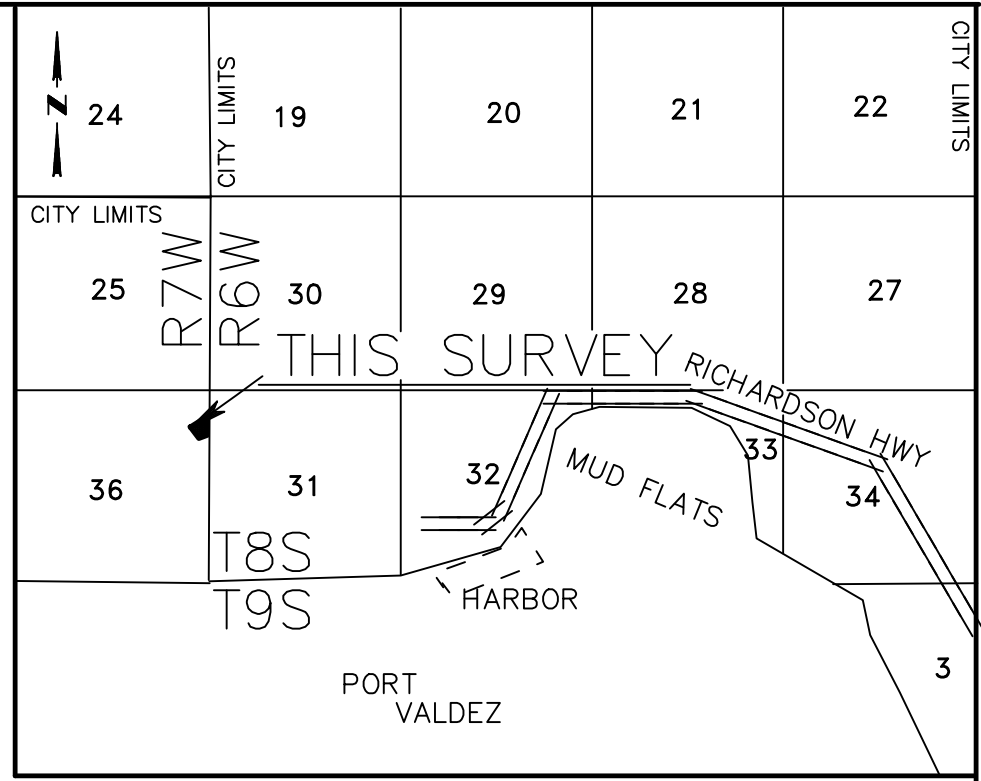 N
24
CITY LIMITS
19
20
21
22
CITY LIMITS
CITY LIMITS
25
R7W
R6W
30
29
28
27
THIS SURVEY
RICHARDSON HWY
36
31
32
MUD FLATS
33
34
T8S
T9S
HARBOR
3
PORT
VALDEZ